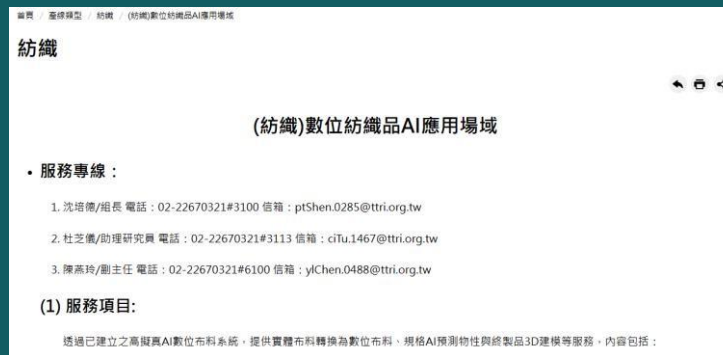 首頁 / 產線類型 / 紡織 / (紡織)數位紡織品AI應用場域
紡織
(紡織)數位紡織品AI應用場域
• 服務專線：
1. 沈培德/組長 電話：02-22670321#3100 信箱：ptShen.0285@ttri.org.tw
2. 杜芝儀/助理研究員 電話：02-22670321#3113 信箱：ciTu.1467@ttri.org.tw
3. 陳燕玲/副主任 電話：02-22670321#6100 信箱：ylChen.0488@ttri.org.tw
(1) 服務項目:
透過已建立之高擬真AI數位布料系統，提供實體布料轉換為數位布料、規格AI預測物性與終製品3D建模等服務，內容包括：